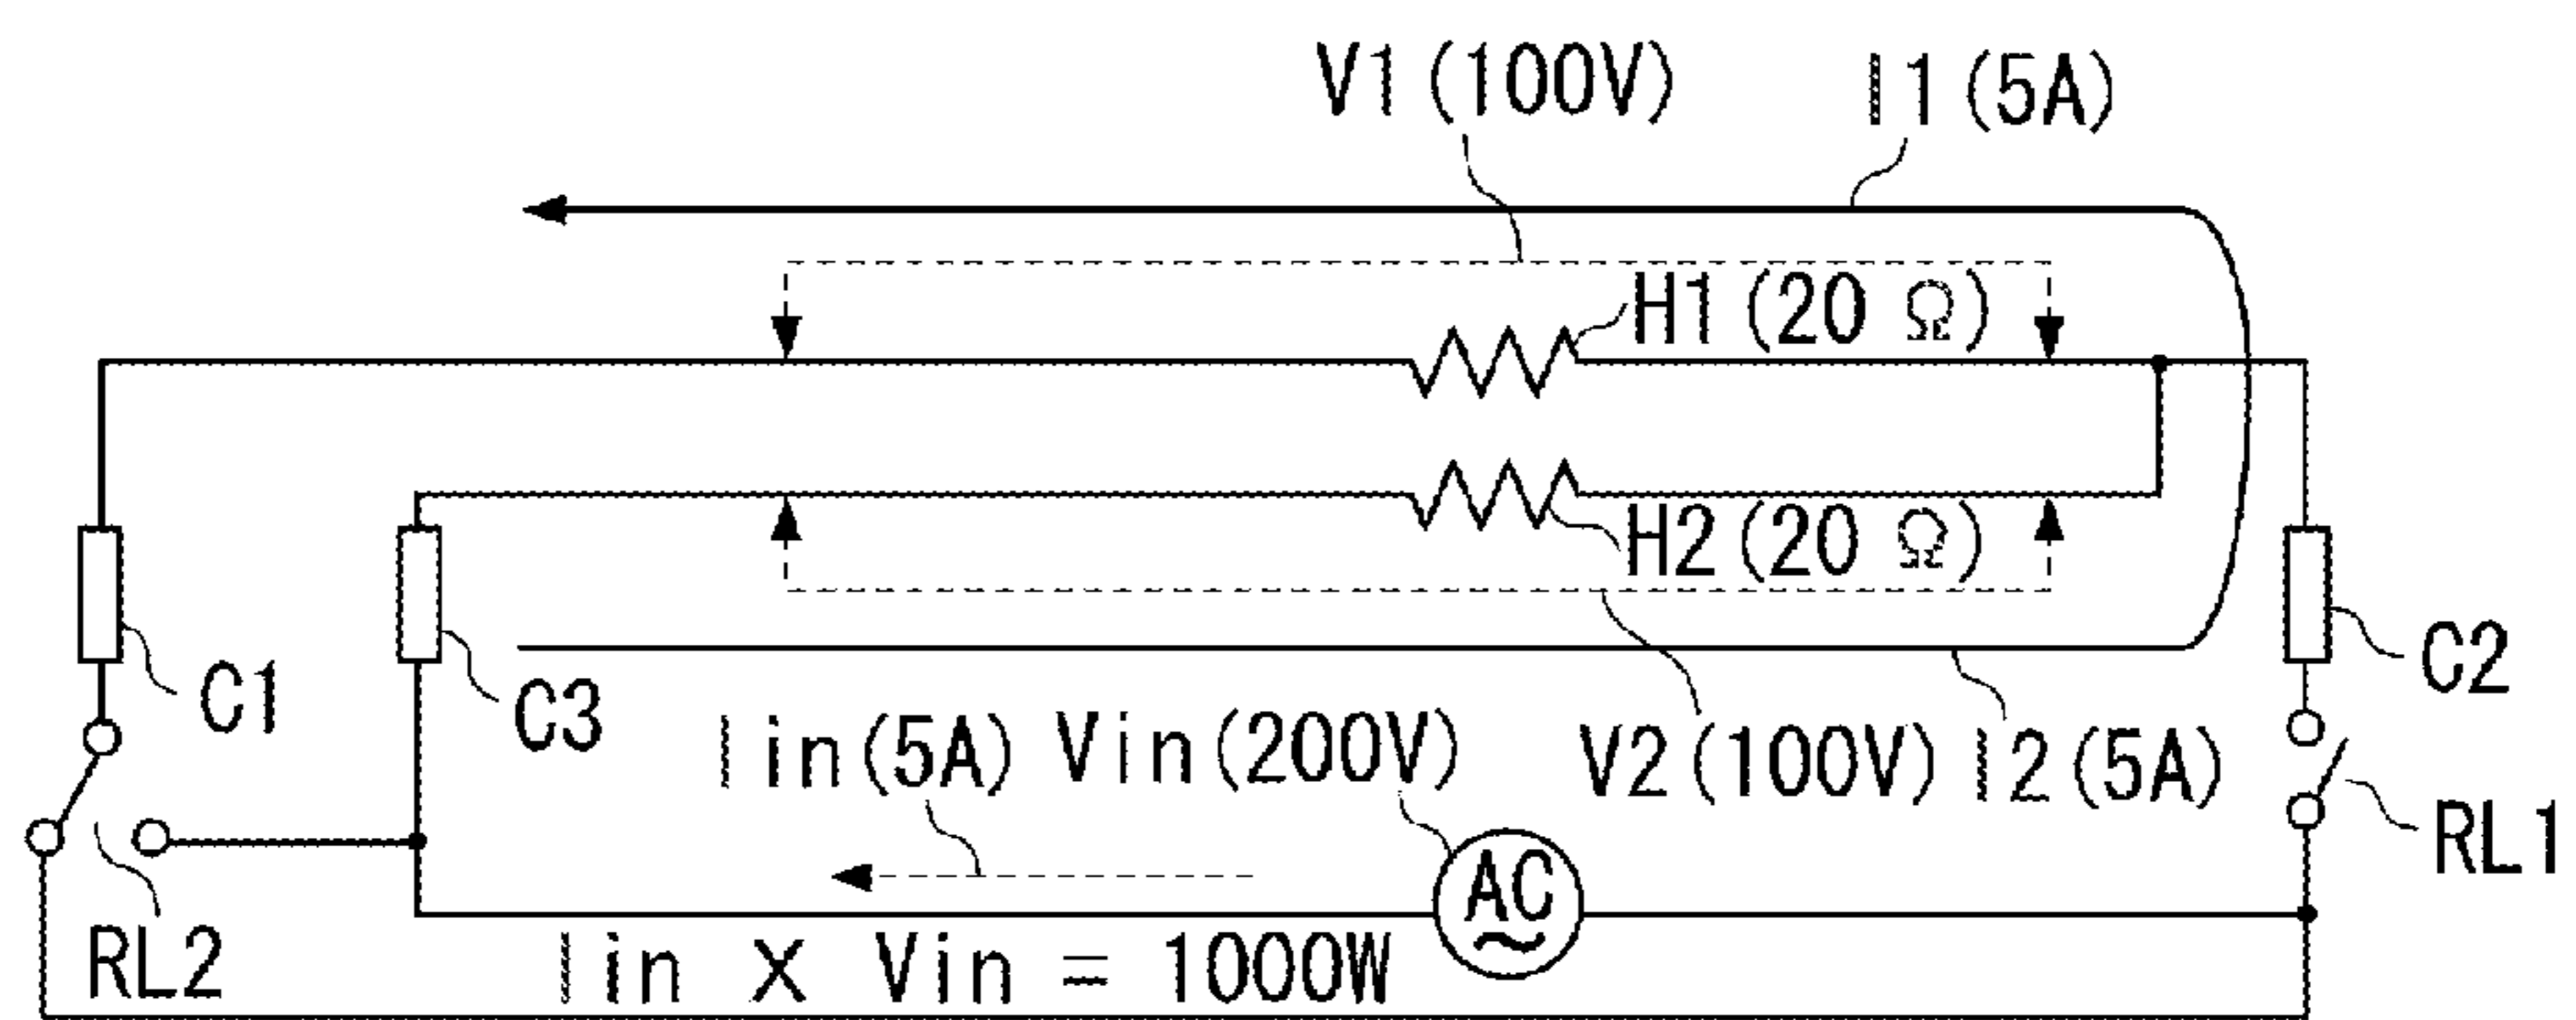 V1 (100V)
I1 (5A)
H1 (20 Ω)
H2 (20 Ω)
C1
C3
C2
Iin (5A)
Vin (200V)
V2 (100V)
I2 (5A)
RL1
AC
RL2
Iin × Vin = 1000W